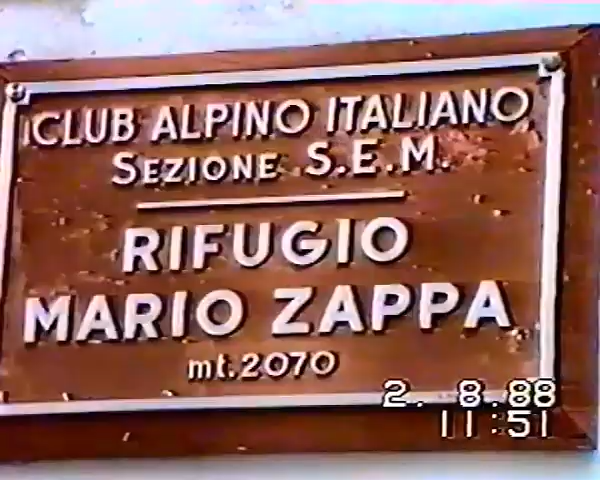 CLUB ALPINO ITALIANO
SEZIONE S.E.M.
RIFUGIO
MARIO ZAPPA
mt.2070
2. 8.88
11:51